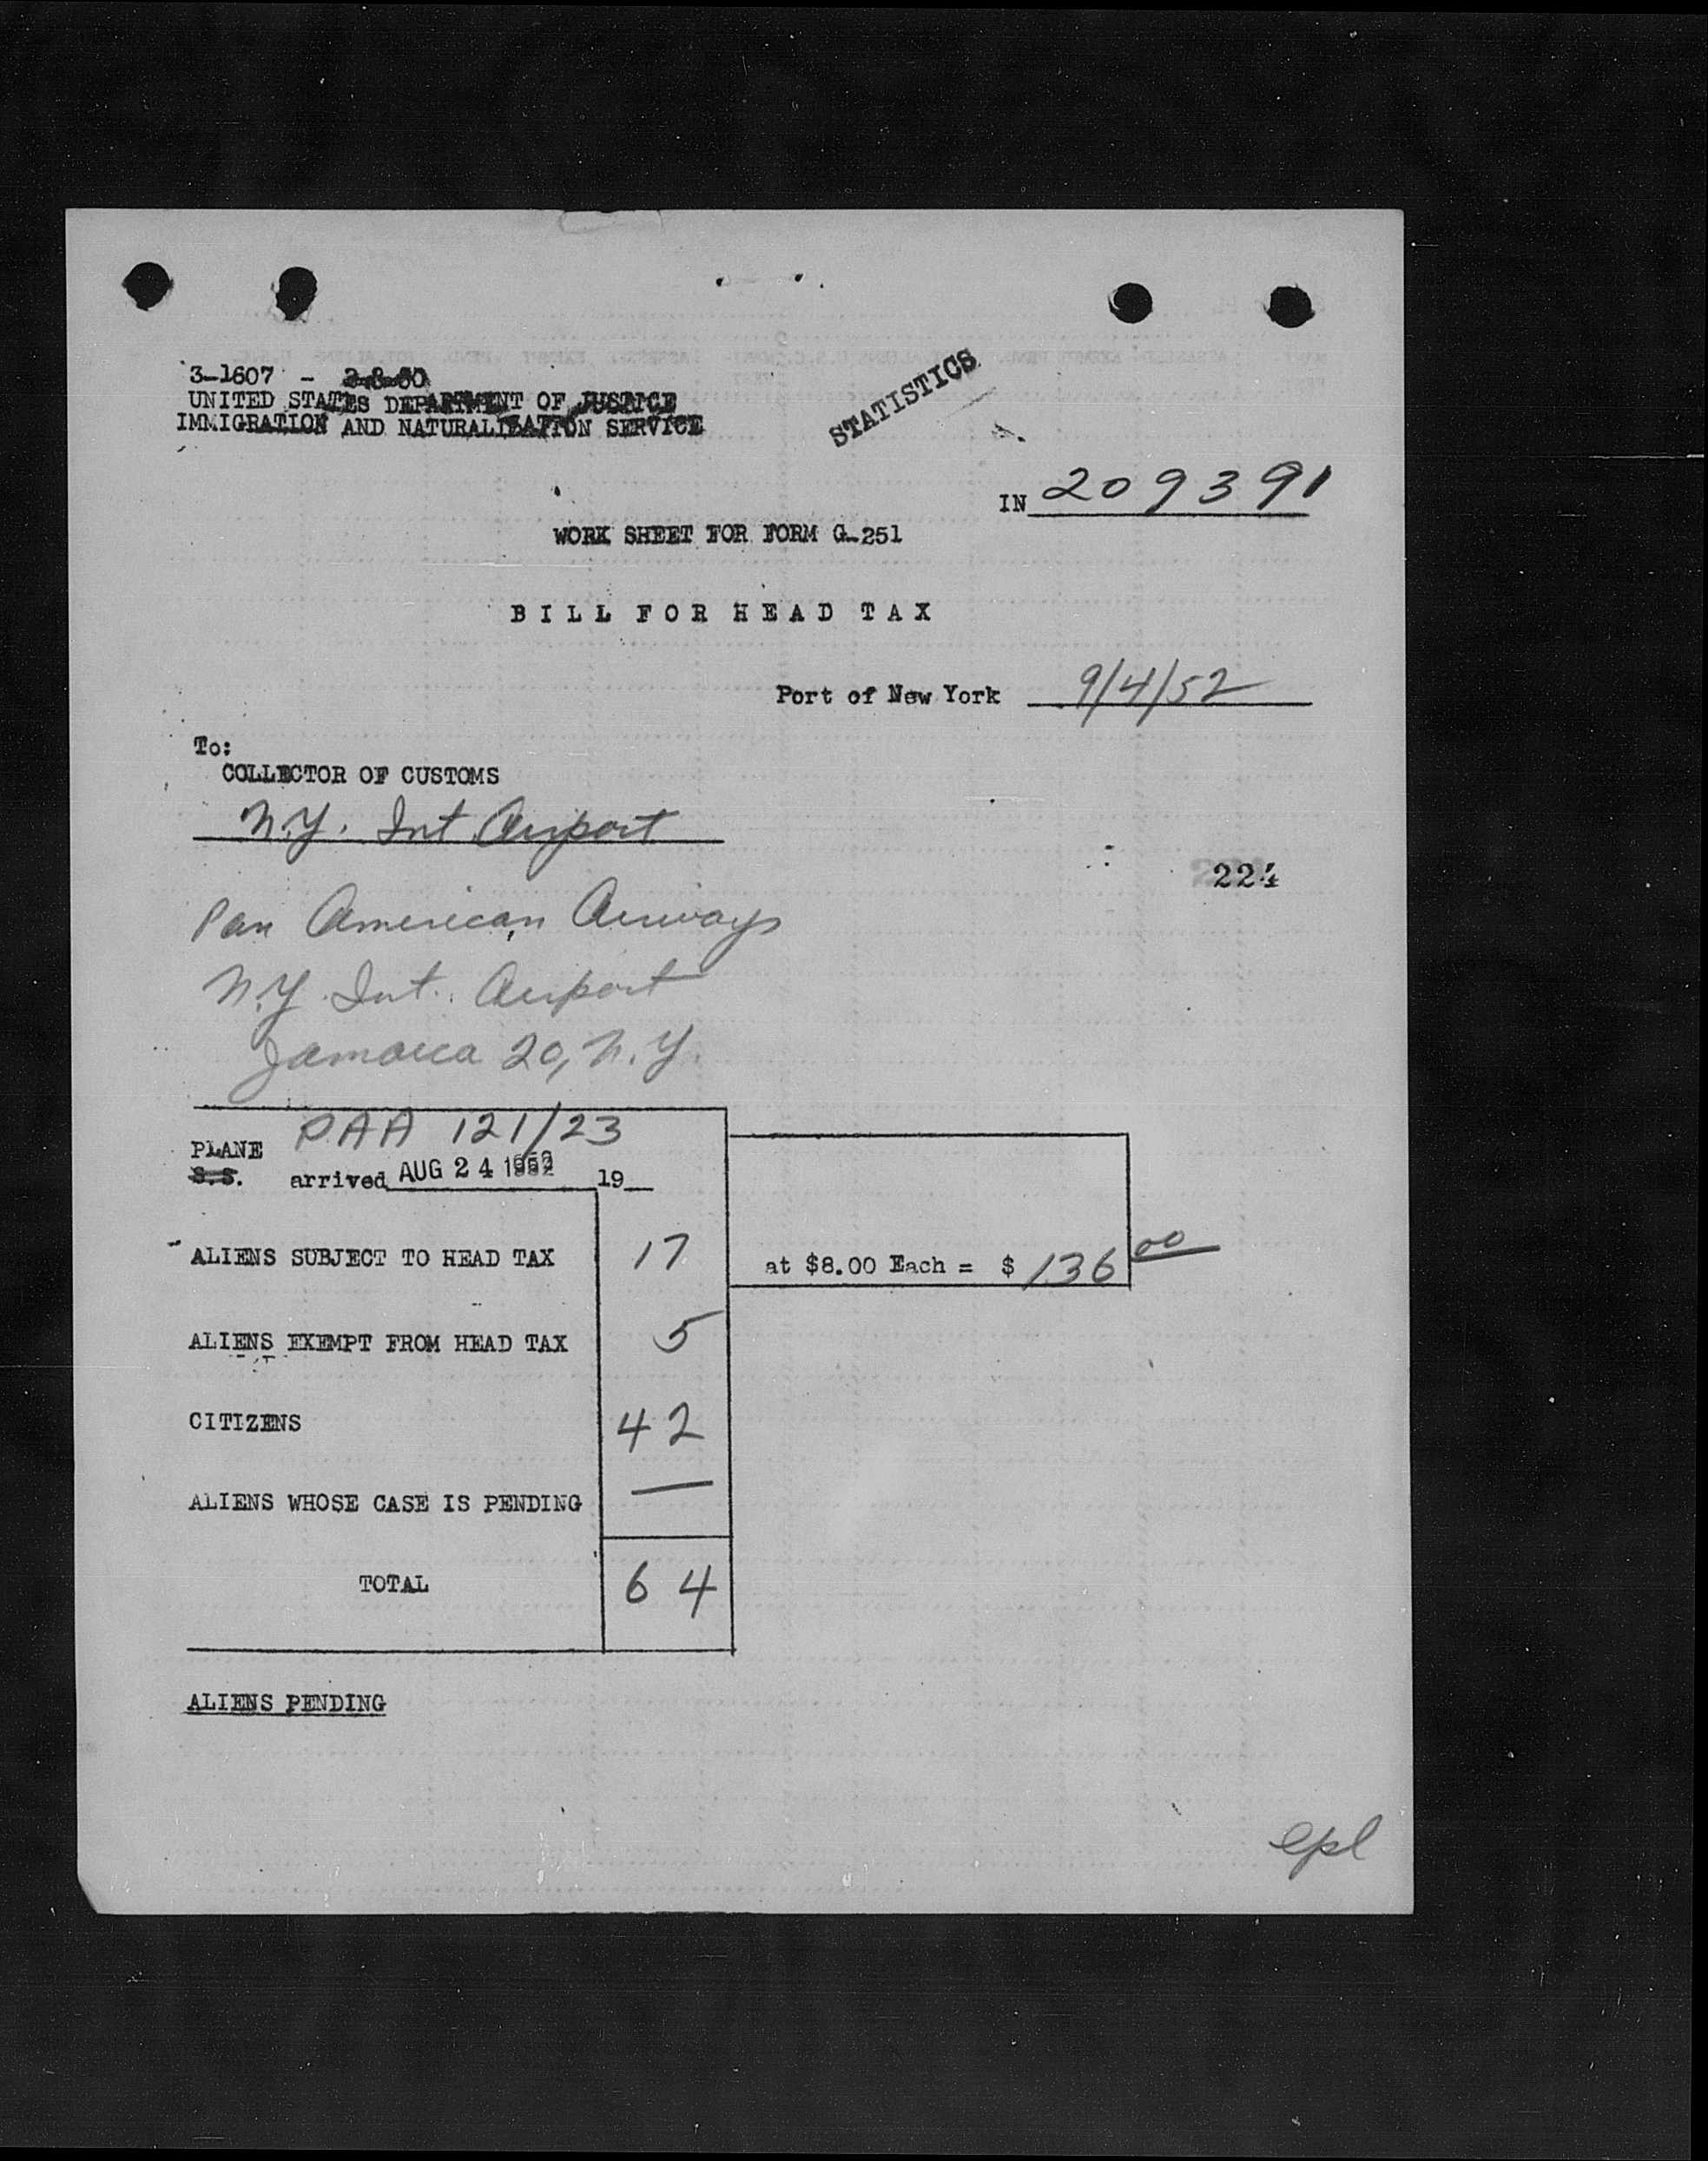 3-1607 - 2-8-50
UNITED STATES DEPARTMENT OF JUSTICE
IMMIGRATION AND NATURALIZATION SERVICE
STATISTICS
IN 209391
WORK SHEET FOR FORM G-251
BILL FOR HEAD TAX
Port of New York 9/4/52
To:
COLLECTOR OF CUSTOMS
N.Y. Int Airport
224
Pan American Airways
N.Y. Int. Airport
Jamaica 20, N.Y.
PLANE PAA 121/23
S.S. arrived AUG 24 1952 19
ALIENS SUBJECT TO HEAD TAX 17 at $8.00 Each = $ 136 00
ALIENS EXEMPT FROM HEAD TAX 5
CITIZENS 42
ALIENS WHOSE CASE IS PENDING —
TOTAL 64
ALIENS PENDING
epl